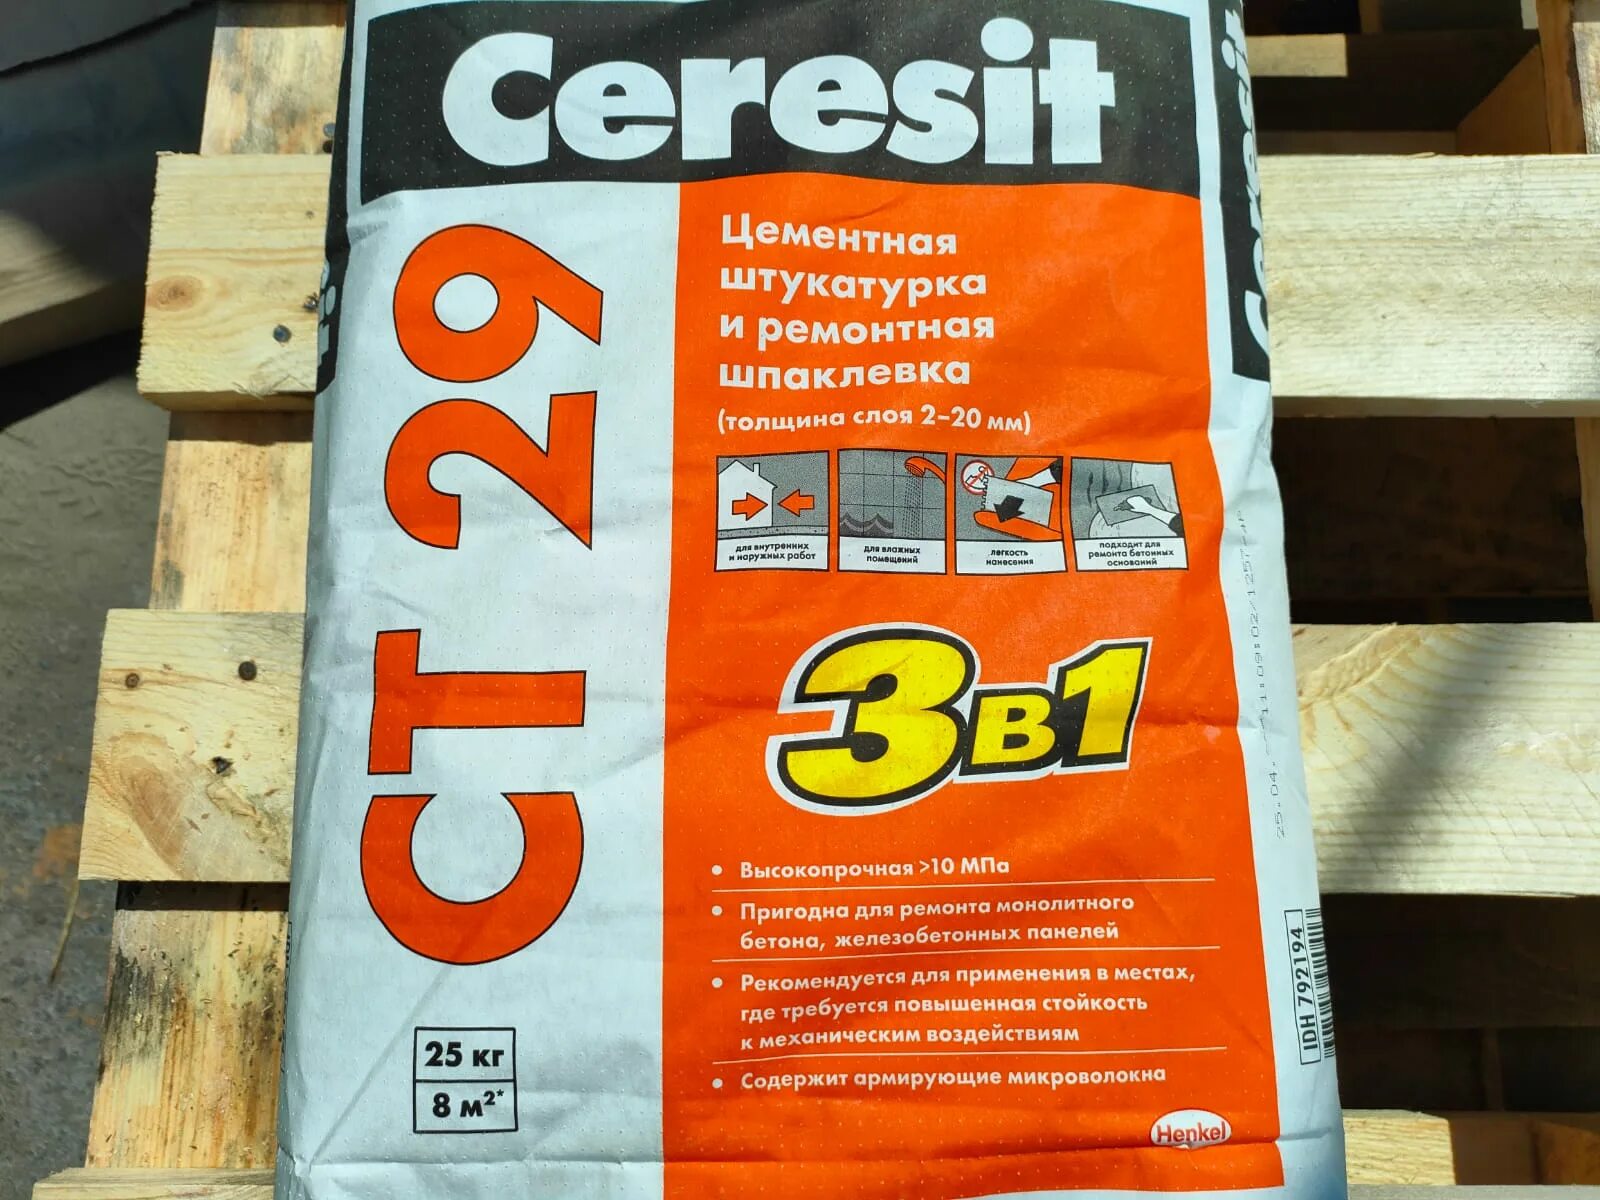 Ceresit
СТ 29
Цементная
штукатурка
и ремонтная
шпаклевка
(толщина слоя 2-20 мм)
для внутренних
и наружных работ
для влажных
помещений
легкость
нанесения
подходит для
ремонта бетонных
оснований
3в1
• Высокопрочная >10 МПа
• Пригодна для ремонта монолитного
бетона, железобетонных панелей
• Рекомендуется для применения в местах,
где требуется повышенная стойкость
к механическим воздействиям
• Содержит армирующие микроволокна
25 кг
8 м²*
Henkel
IDH 792194
Ceresit